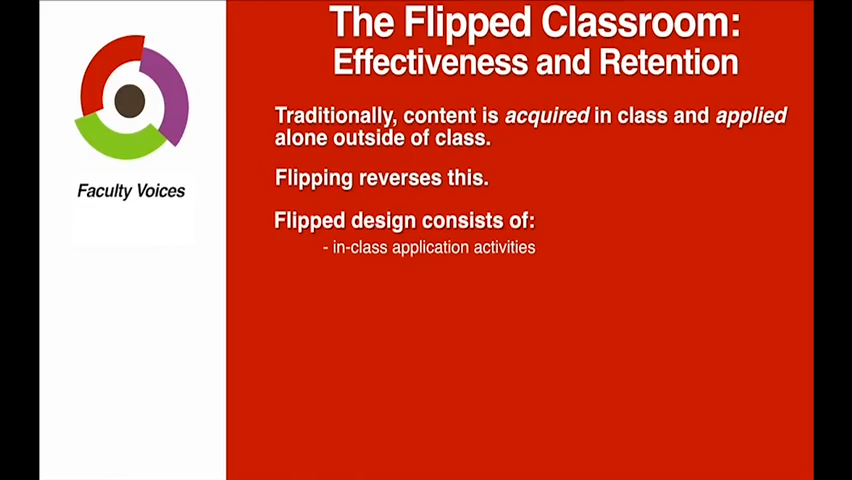 The Flipped Classroom:
Effectiveness and Retention
Traditionally, content is acquired in class and applied
alone outside of class.
Flipping reverses this.
Flipped design consists of:
- in-class application activities
Faculty Voices